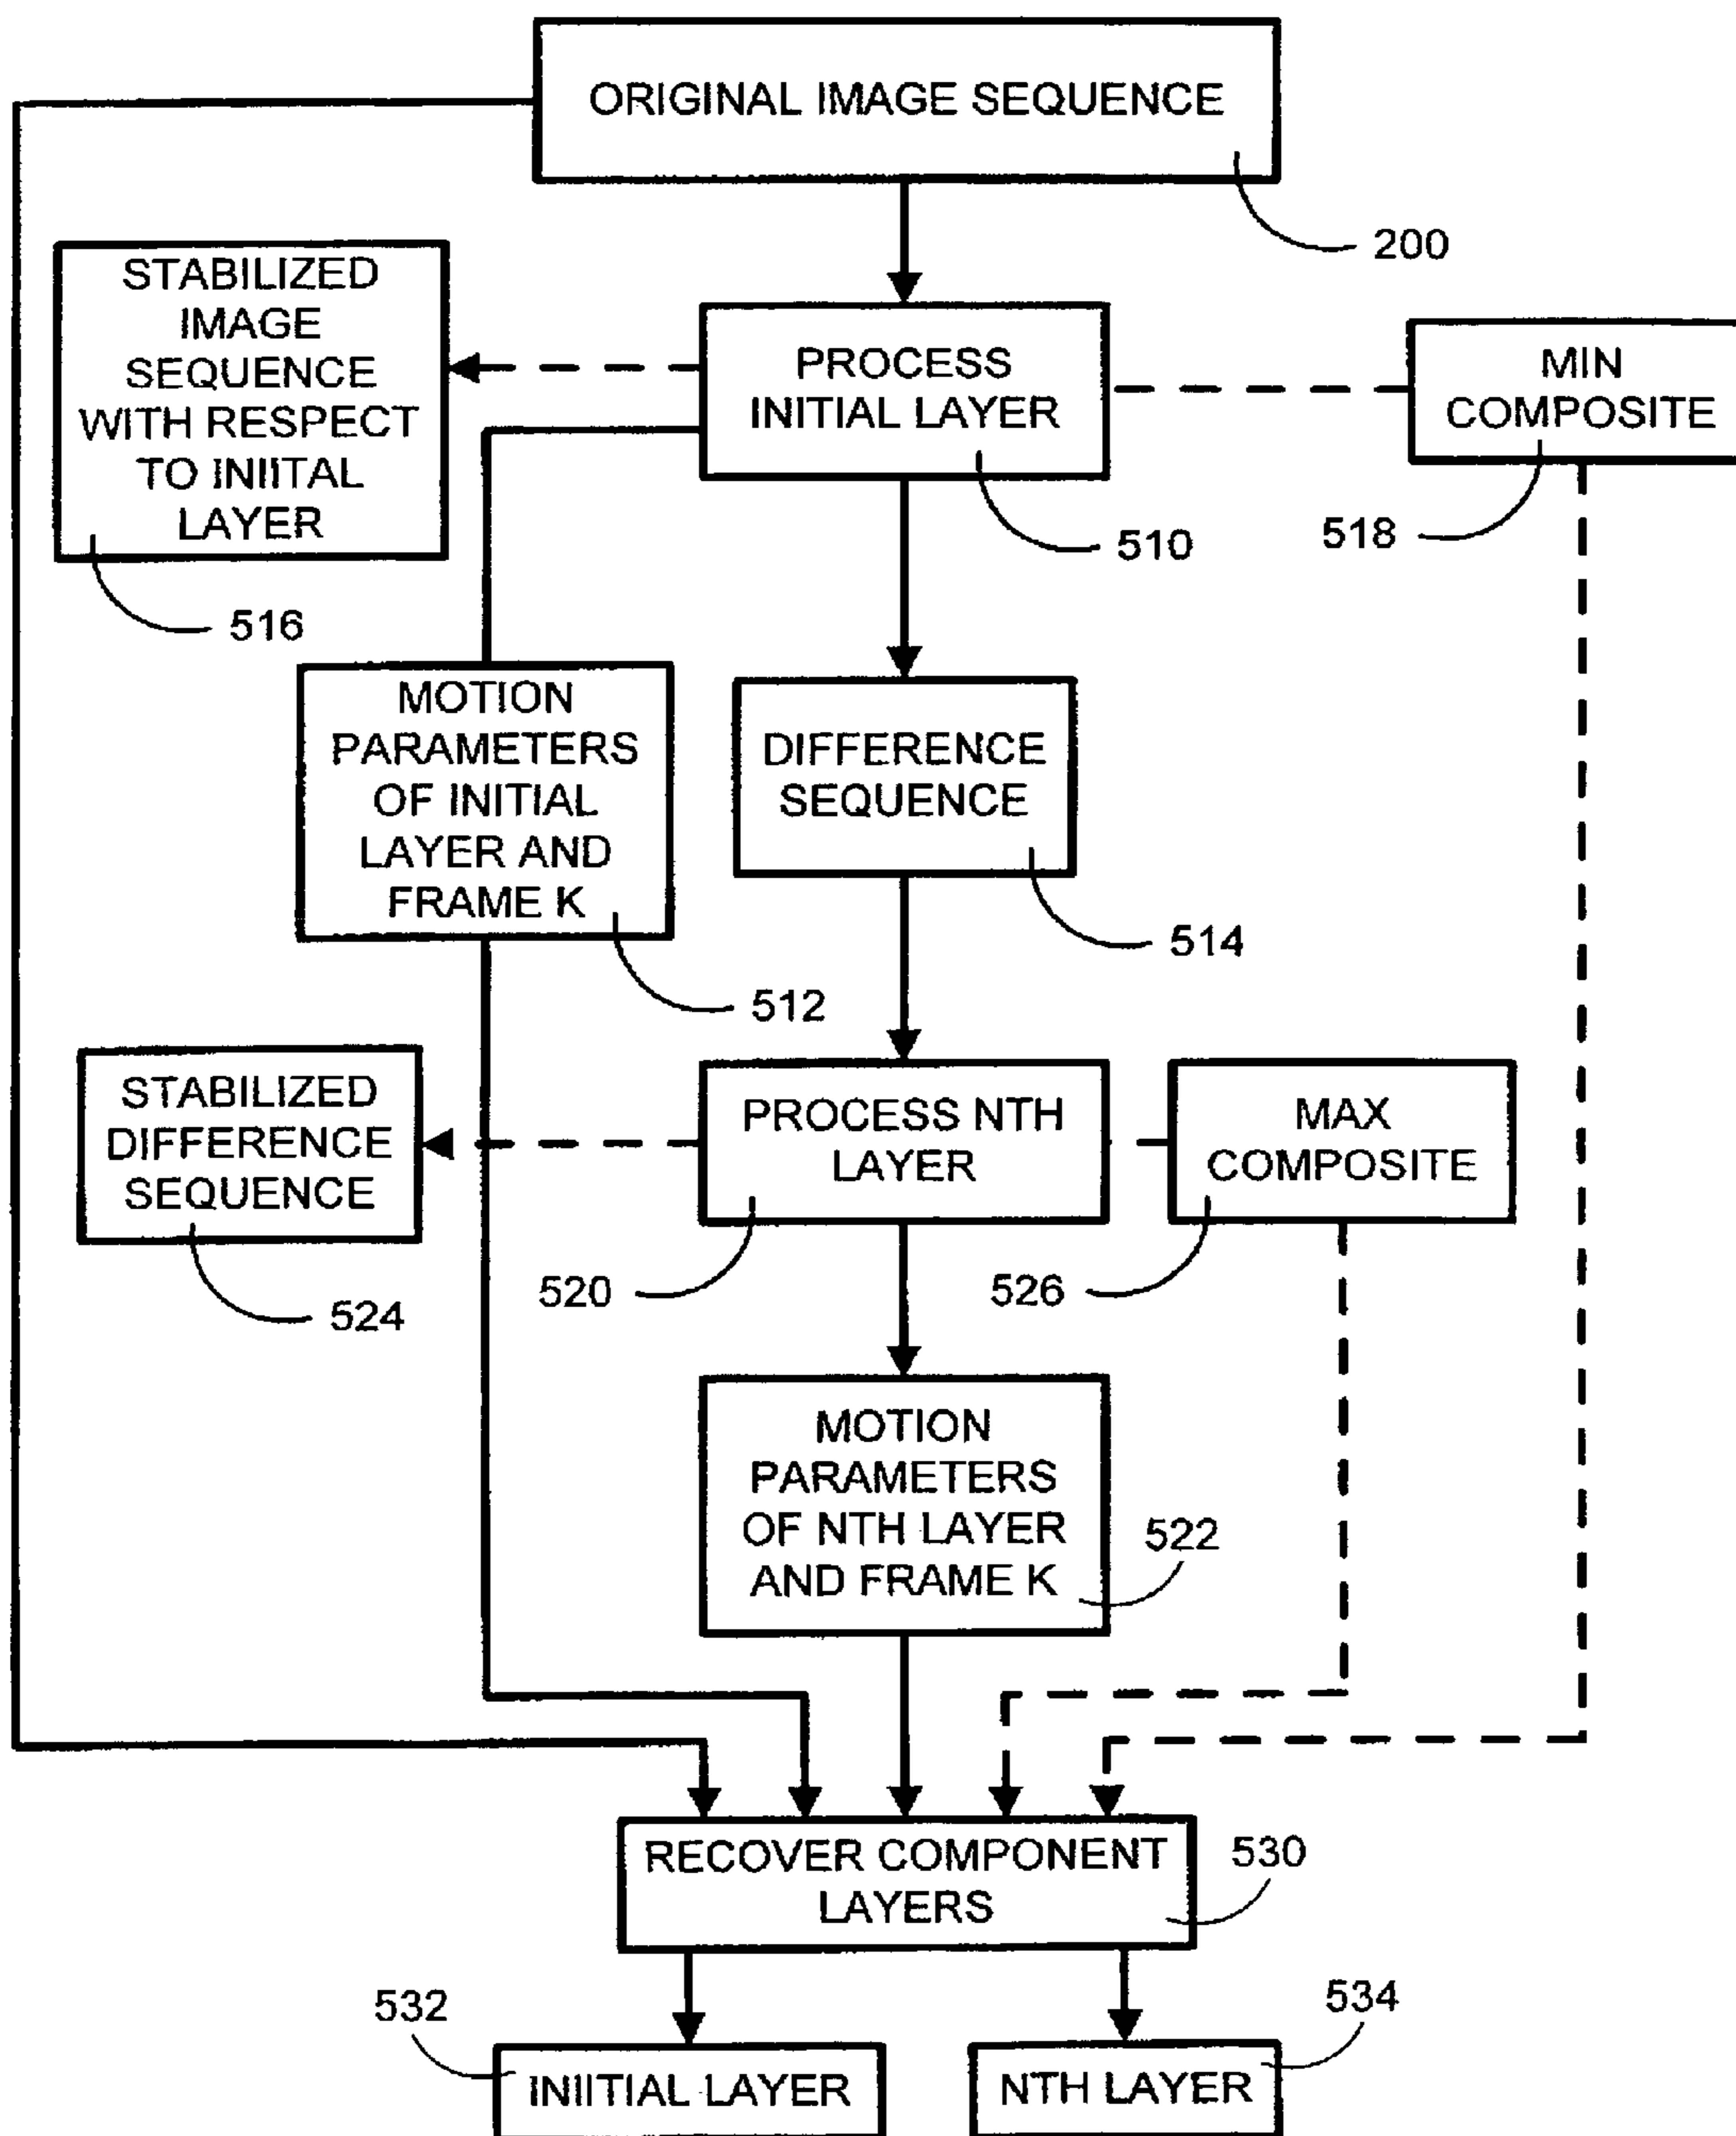 ORIGINAL IMAGE SEQUENCE
200
STABILIZED
IMAGE
SEQUENCE
WITH RESPECT
TO INIITAL
LAYER
516
PROCESS
INITIAL LAYER
510
MIN
COMPOSITE
518
MOTION
PARAMETERS
OF INITIAL
LAYER AND
FRAME K
512
DIFFERENCE
SEQUENCE
514
STABILIZED
DIFFERENCE
SEQUENCE
524
PROCESS NTH
LAYER
520
MAX
COMPOSITE
526
MOTION
PARAMETERS
OF NTH LAYER
AND FRAME K
522
RECOVER COMPONENT
LAYERS
530
532
INIITIAL LAYER
534
NTH LAYER